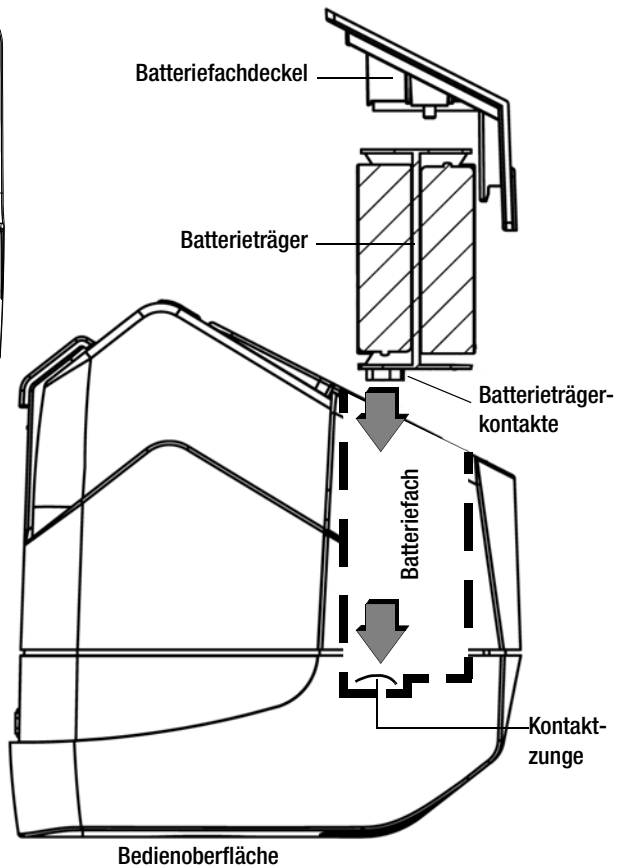 Batteriefachdeckel
Batterieträger
Batterieträger-
kontakte
Batteriefach
Kontakt-
zunge
Bedienoberfläche